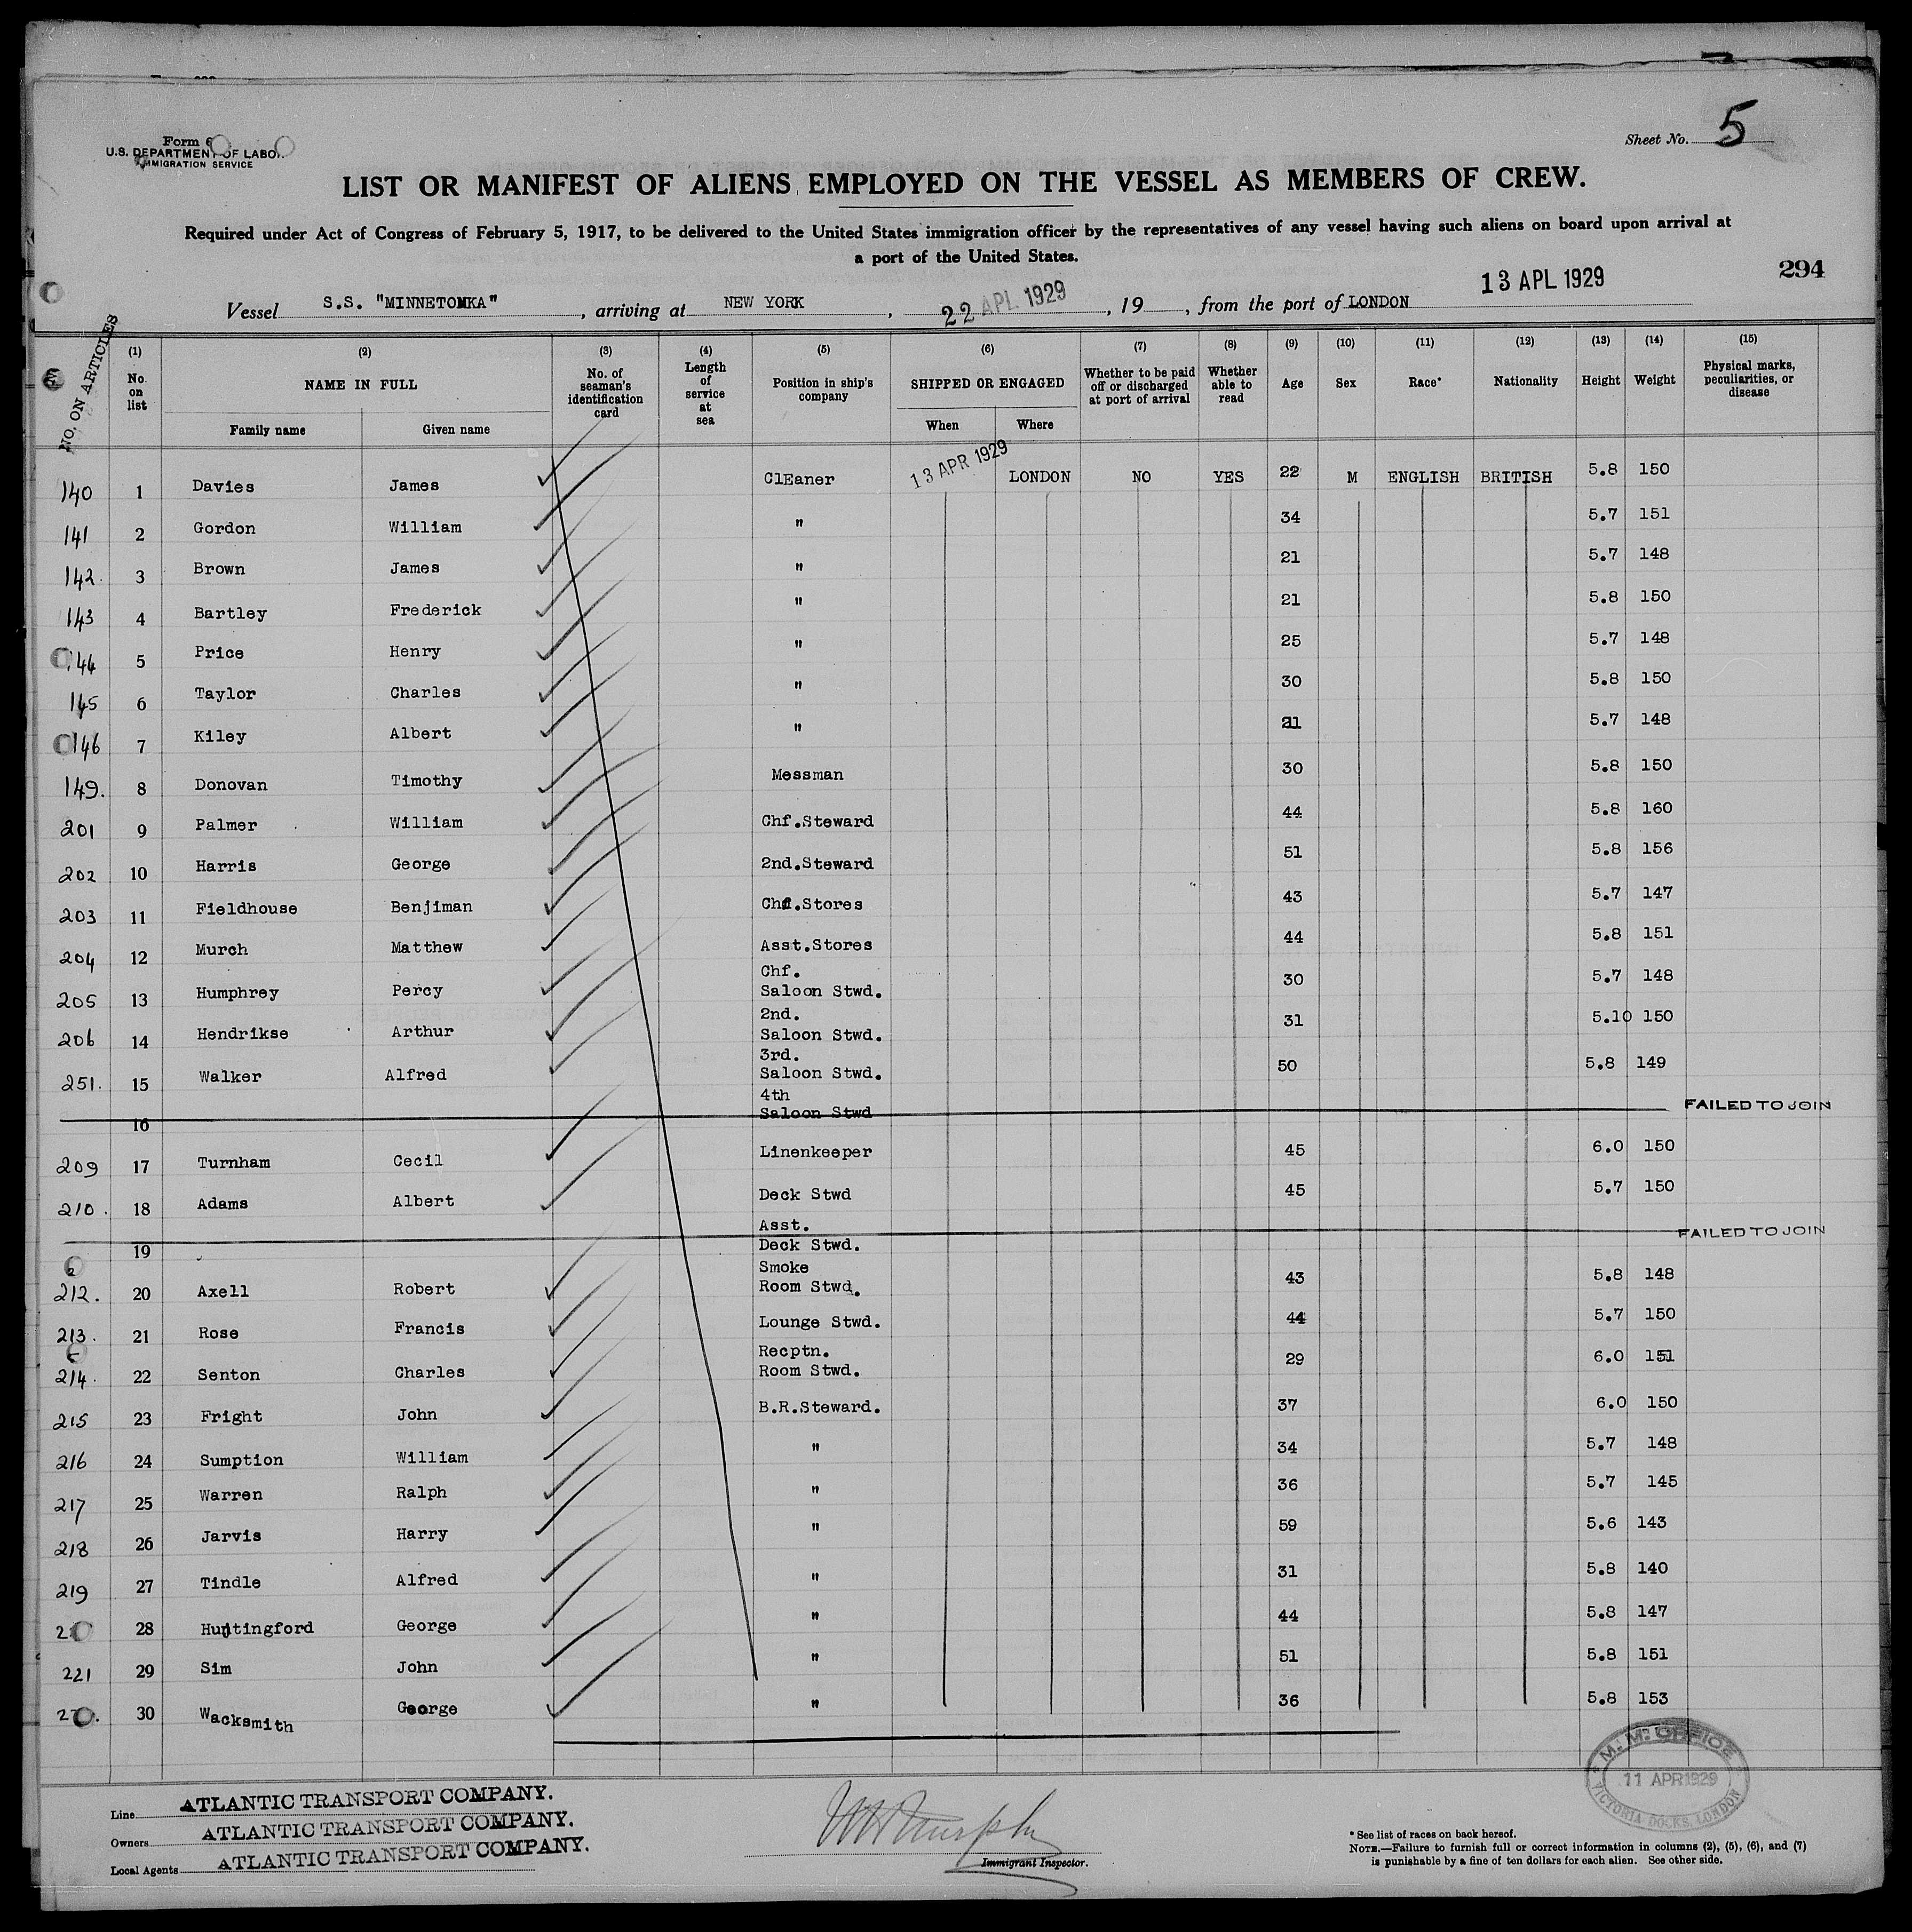 Form 6
U.S. DEPARTMENT OF LABOR
IMMIGRATION SERVICE
Sheet No. 5
LIST OR MANIFEST OF ALIENS EMPLOYED ON THE VESSEL AS MEMBERS OF CREW.
Required under Act of Congress of February 5, 1917, to be delivered to the United States immigration officer by the representatives of any vessel having such aliens on board upon arrival at
a port of the United States.
294
Vessel S.S. "MINNETONKA", arriving at NEW YORK, 22 APL 1929, 19, from the port of LONDON 13 APL 1929
NO. ON ARTICLES
(1) (2) (3) (4) (5) (6) (7) (8) (9) (10) (11) (12) (13) (14) (15)
No. on list NAME IN FULL No. of seaman's identification card Length of service at sea Position in ship's company SHIPPED OR ENGAGED Whether to be paid off or discharged at port of arrival Whether able to read Age Sex Race* Nationality Height Weight Physical marks, peculiarities, or disease
Family name Given name When Where
140 1 Davies James ClEaner 13 APR 1929 LONDON NO YES 22 M ENGLISH BRITISH 5.8 150
141 2 Gordon William " 34 5.7 151
142. 3 Brown James " 21 5.7 148
143 4 Bartley Frederick " 21 5.8 150
144 5 Price Henry " 25 5.7 148
145 6 Taylor Charles " 30 5.8 150
146 7 Kiley Albert " 21 5.7 148
149. 8 Donovan Timothy Messman 30 5.8 150
201 9 Palmer William Chf.Steward 44 5.8 160
202 10 Harris George 2nd.Steward 51 5.8 156
203 11 Fieldhouse Benjiman Chf.Stores 43 5.7 147
204 12 Murch Matthew Asst.Stores 44 5.8 151
205 13 Humphrey Percy Chf. Saloon Stwd. 30 5.7 148
206 14 Hendrikse Arthur 2nd. Saloon Stwd. 31 5.10 150
251. 15 Walker Alfred 3rd. Saloon Stwd. 50 5.8 149
16 4th Saloon Stwd FAILED TO JOIN
209 17 Turnham Cecil Linenkeeper 45 6.0 150
210. 18 Adams Albert Deck Stwd 45 5.7 150
19 Asst. Deck Stwd. FAILED TO JOIN
212. 20 Axell Robert Smoke Room Stwd. 43 5.8 148
213. 21 Rose Francis Lounge Stwd. 44 5.7 150
214. 22 Senton Charles Recptn. Room Stwd. 29 6.0 151
215 23 Fright John B.R.Steward. 37 6.0 150
216 24 Sumption William " 34 5.7 148
217 25 Warren Ralph " 36 5.7 145
218 26 Jarvis Harry " 59 5.6 143
219 27 Tindle Alfred " 31 5.8 140
28 Huntingford George " 44 5.8 147
221 29 Sim John " 51 5.8 151
30 Wacksmith George " 36 5.8 153
M.M. OFFICE
11 APR 1929
VICTORIA DOCKS, LONDON
Line ATLANTIC TRANSPORT COMPANY.
Owners ATLANTIC TRANSPORT COMPANY.
Local Agents ATLANTIC TRANSPORT COMPANY.
Immigrant Inspector.
* See list of races on back hereof.
NOTE.—Failure to furnish full or correct information in columns (2), (5), (6), and (7)
is punishable by a fine of ten dollars for each alien. See other side.